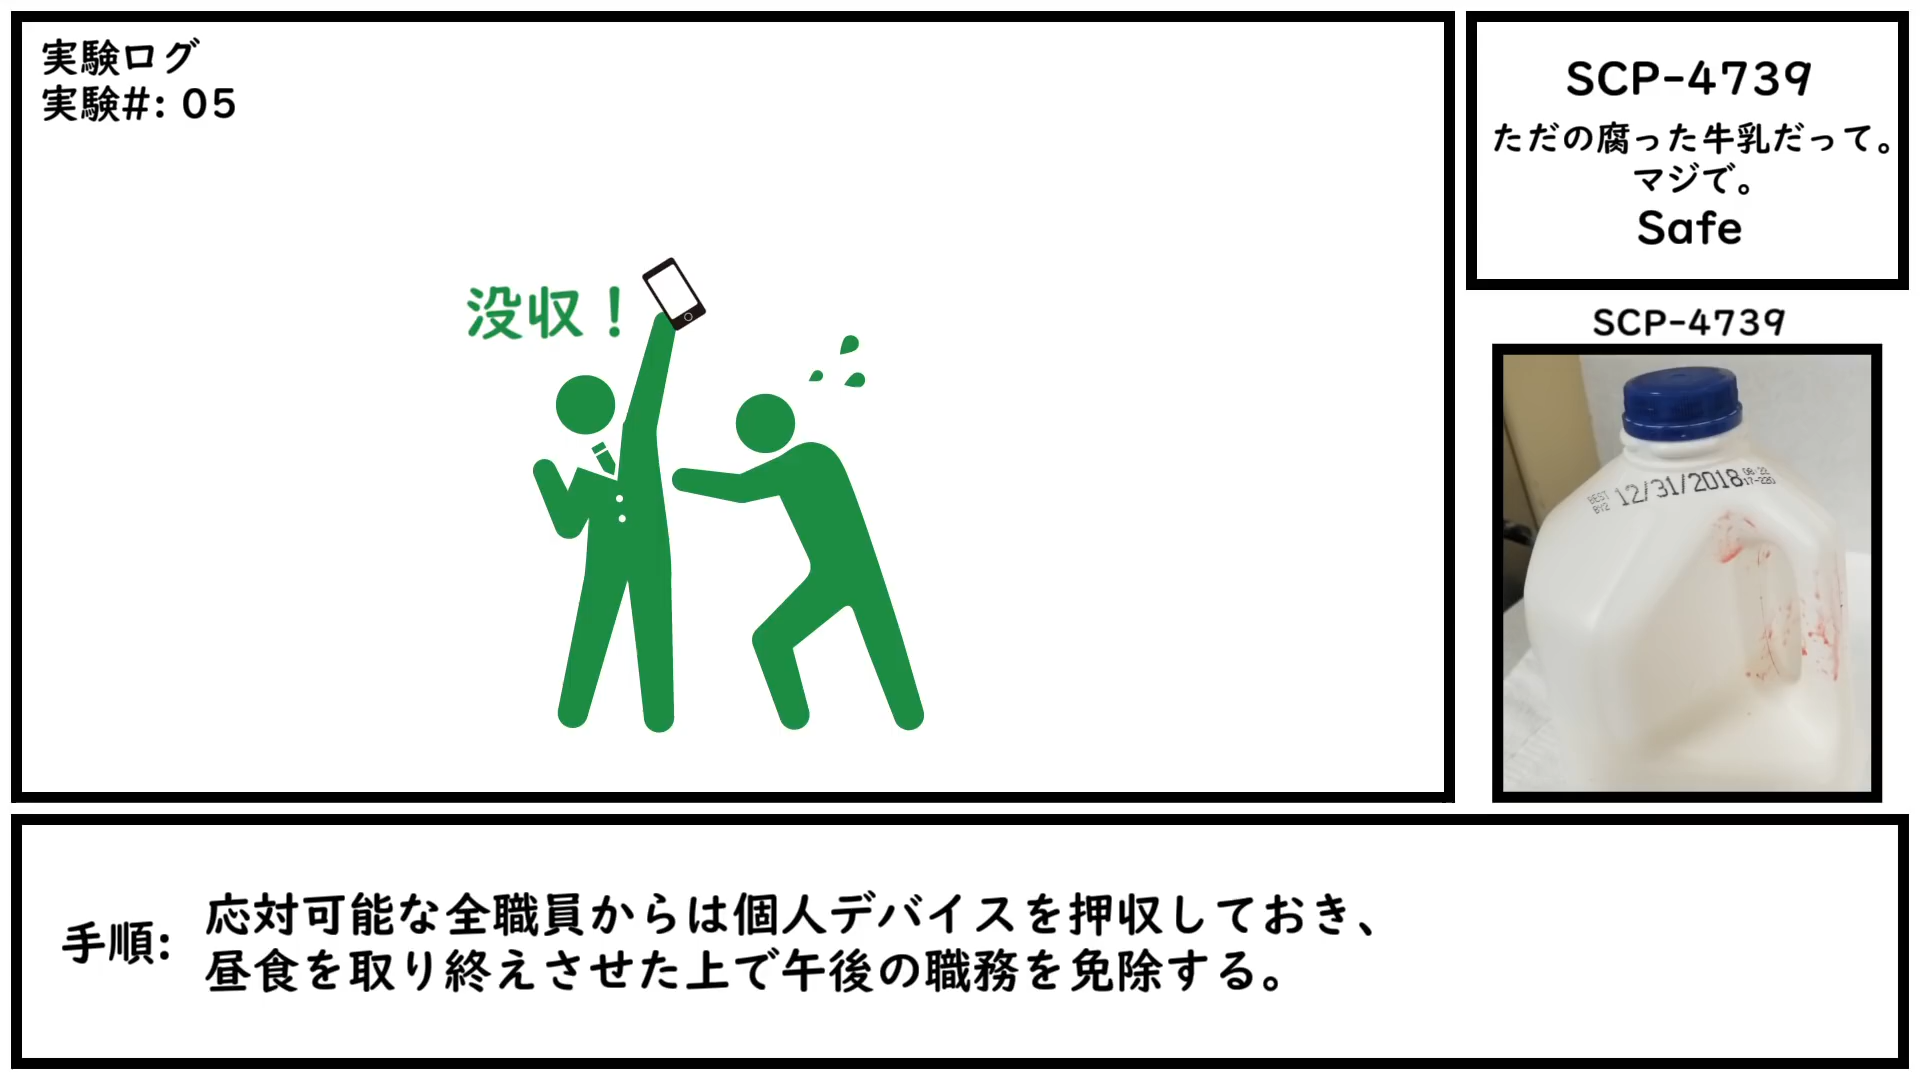 実験ログ
実験#: 05
没収！
SCP-4739
ただの腐った牛乳だって。
マジで。
Safe
SCP-4739
BEST
BY2
12/31/2018
手順:
応対可能な全職員からは個人デバイスを押収しておき、
昼食を取り終えさせた上で午後の職務を免除する。